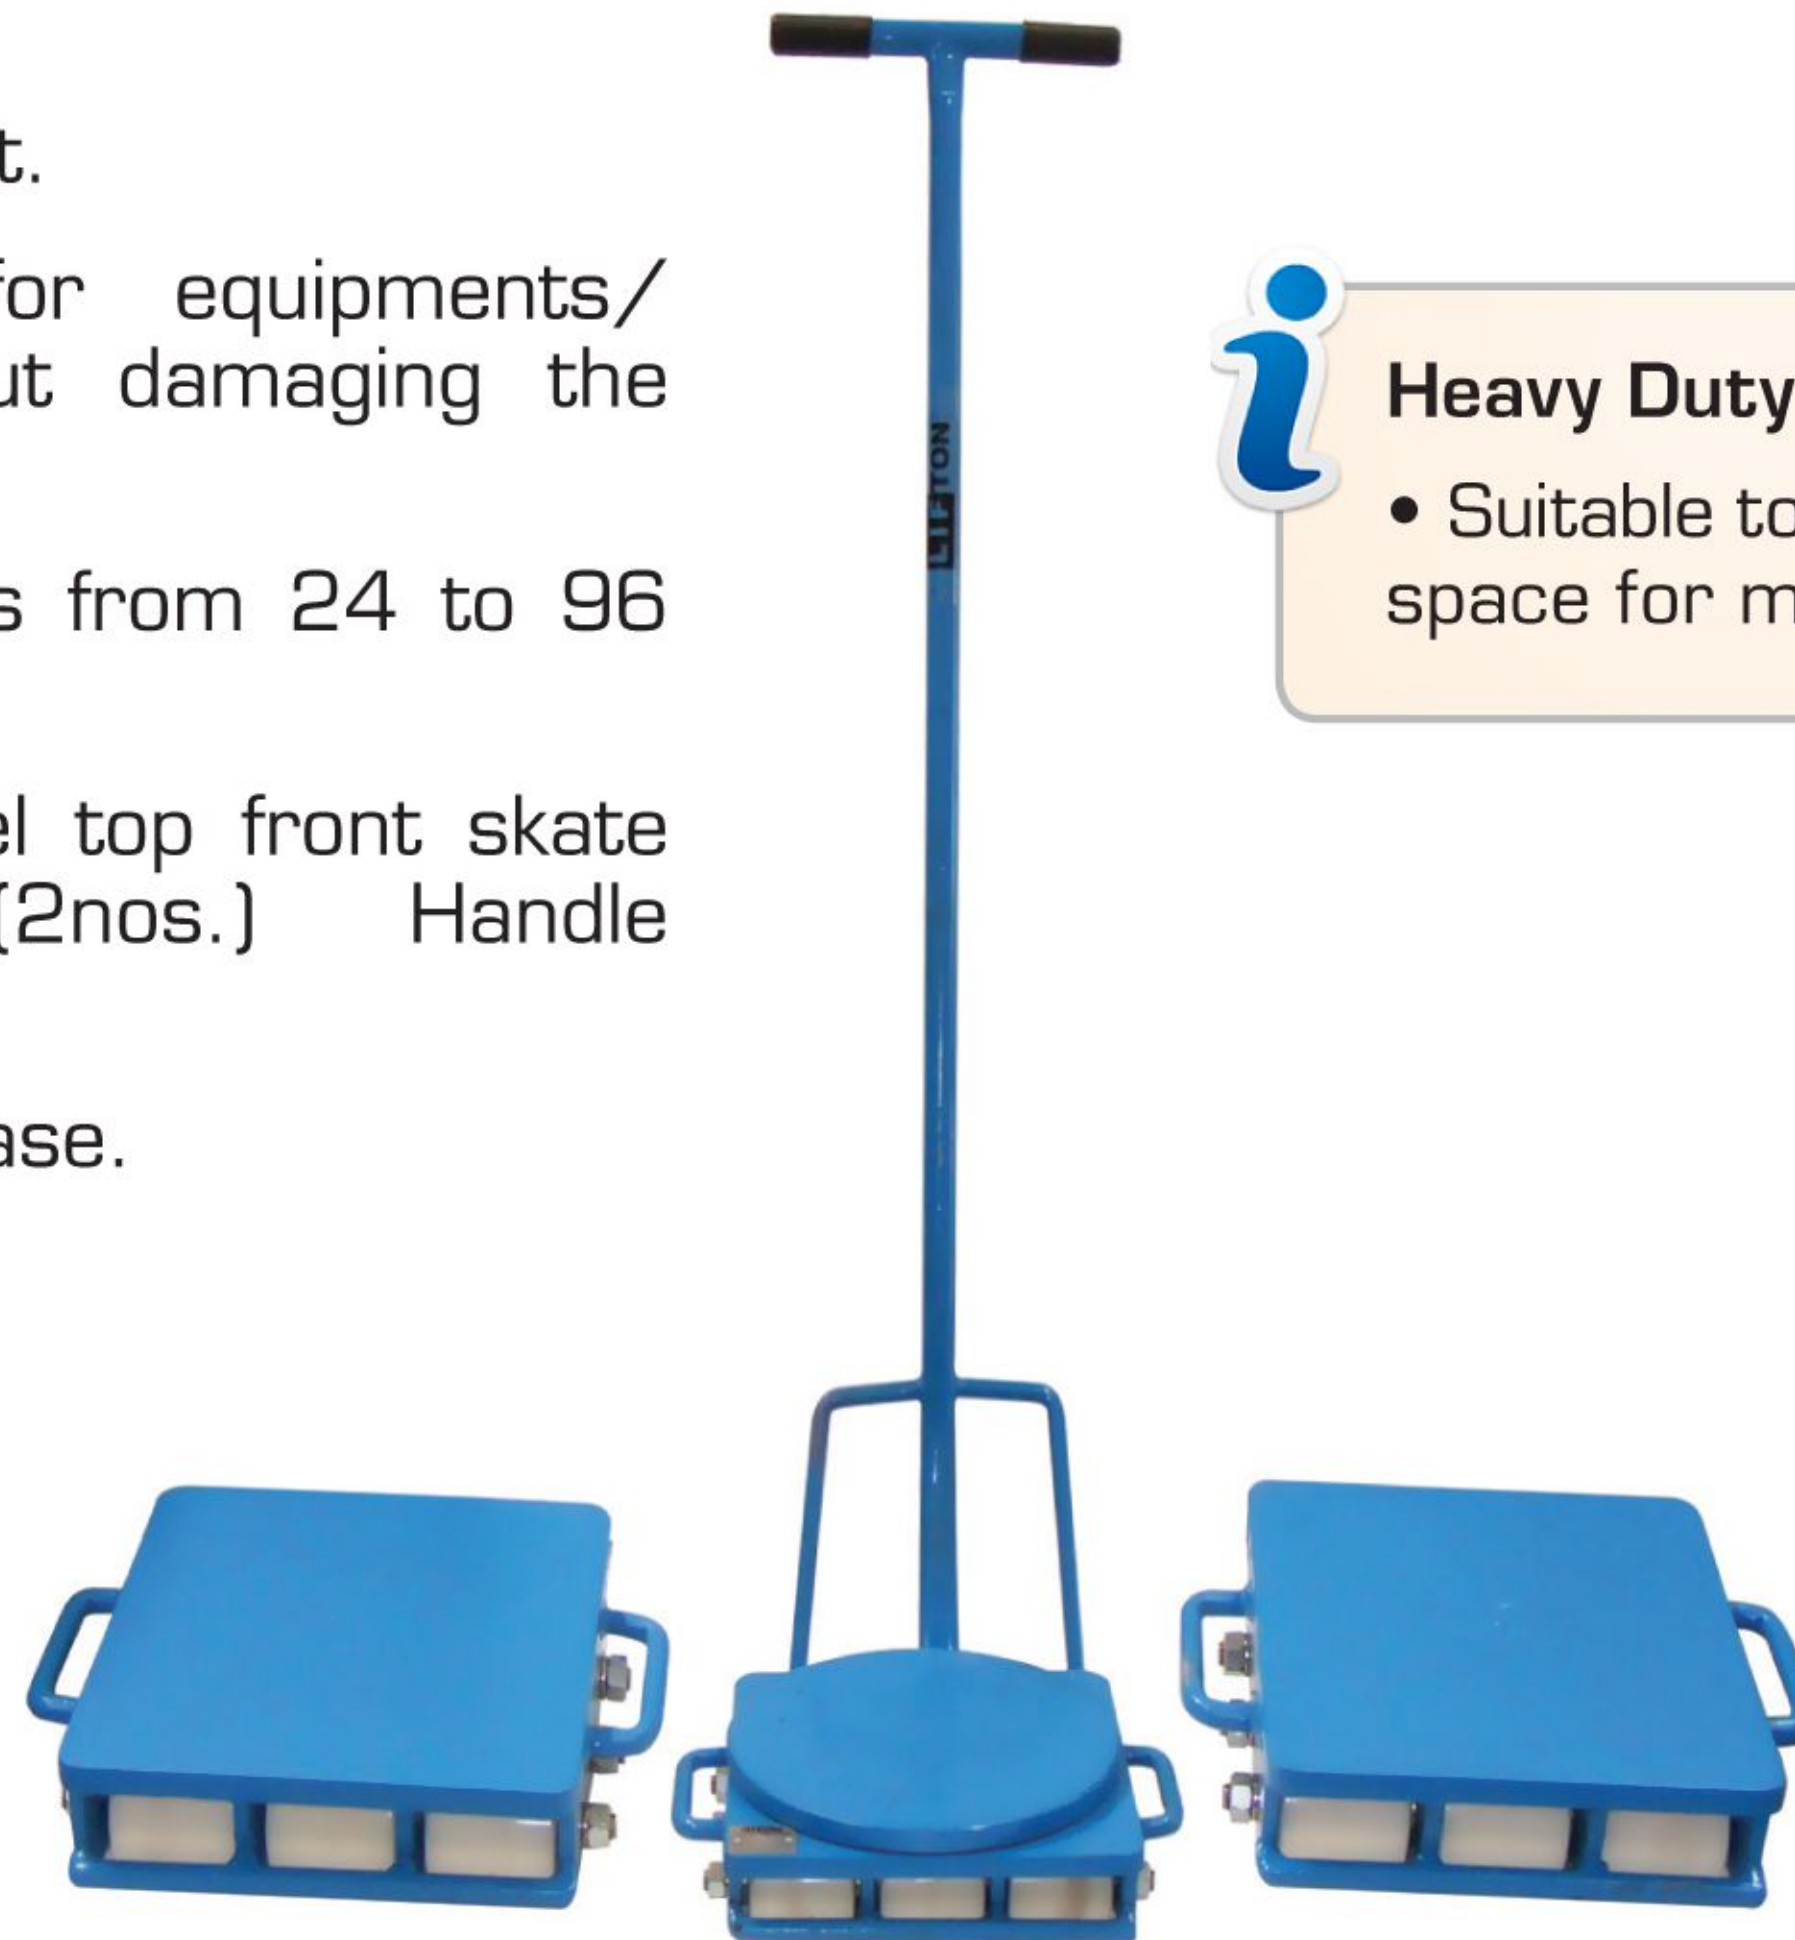 t.
for equipments/
ut damaging the
s from 24 to 96
el top front skate
(2nos.) Handle
ase.
LIFTON
Heavy Duty
• Suitable to
space for m